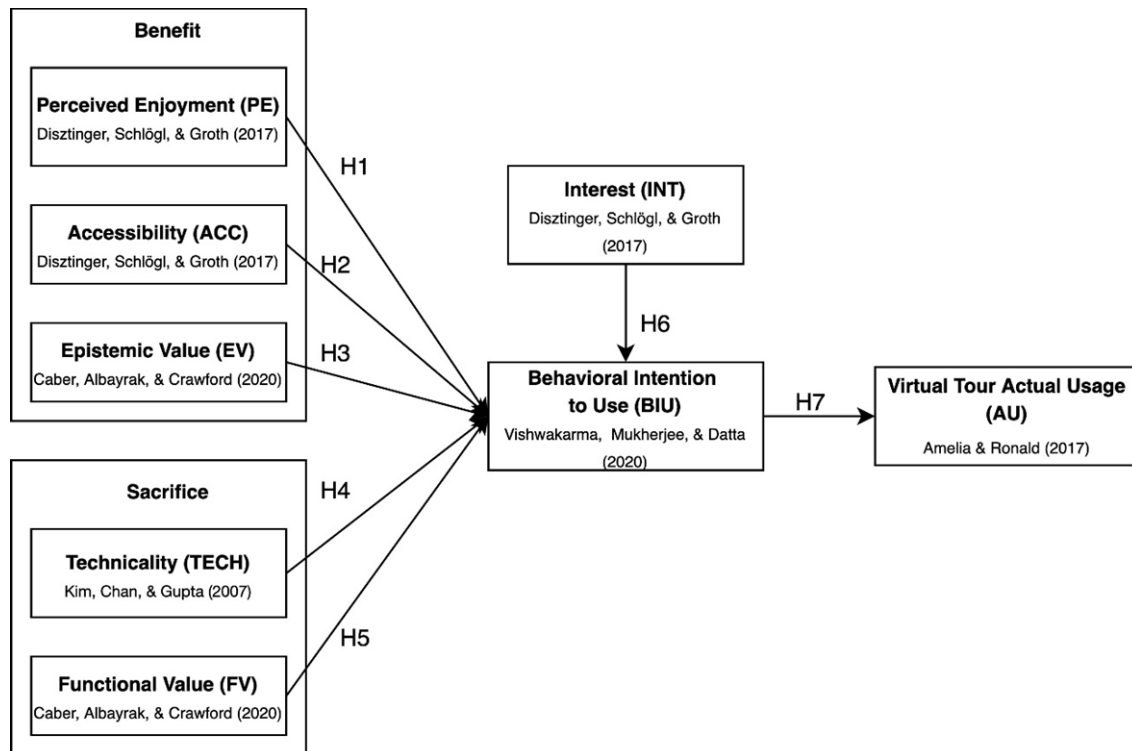 Benefit
Perceived Enjoyment (PE)
Disztinger, Schlögl, & Groth (2017)
H1
Accessibility (ACC)
Disztinger, Schlögl, & Groth (2017)
H2
Epistemic Value (EV)
Caber, Albayrak, & Crawford (2020)
H3
Interest (INT)
Disztinger, Schlögl, & Groth
(2017)
H6
Behavioral Intention
to Use (BIU)
Vishwakarma, Mukherjee, & Datta
(2020)
H7
Virtual Tour Actual Usage
(AU)
Amelia & Ronald (2017)
Sacrifice
H4
Technicality (TECH)
Kim, Chan, & Gupta (2007)
H5
Functional Value (FV)
Caber, Albayrak, & Crawford (2020)